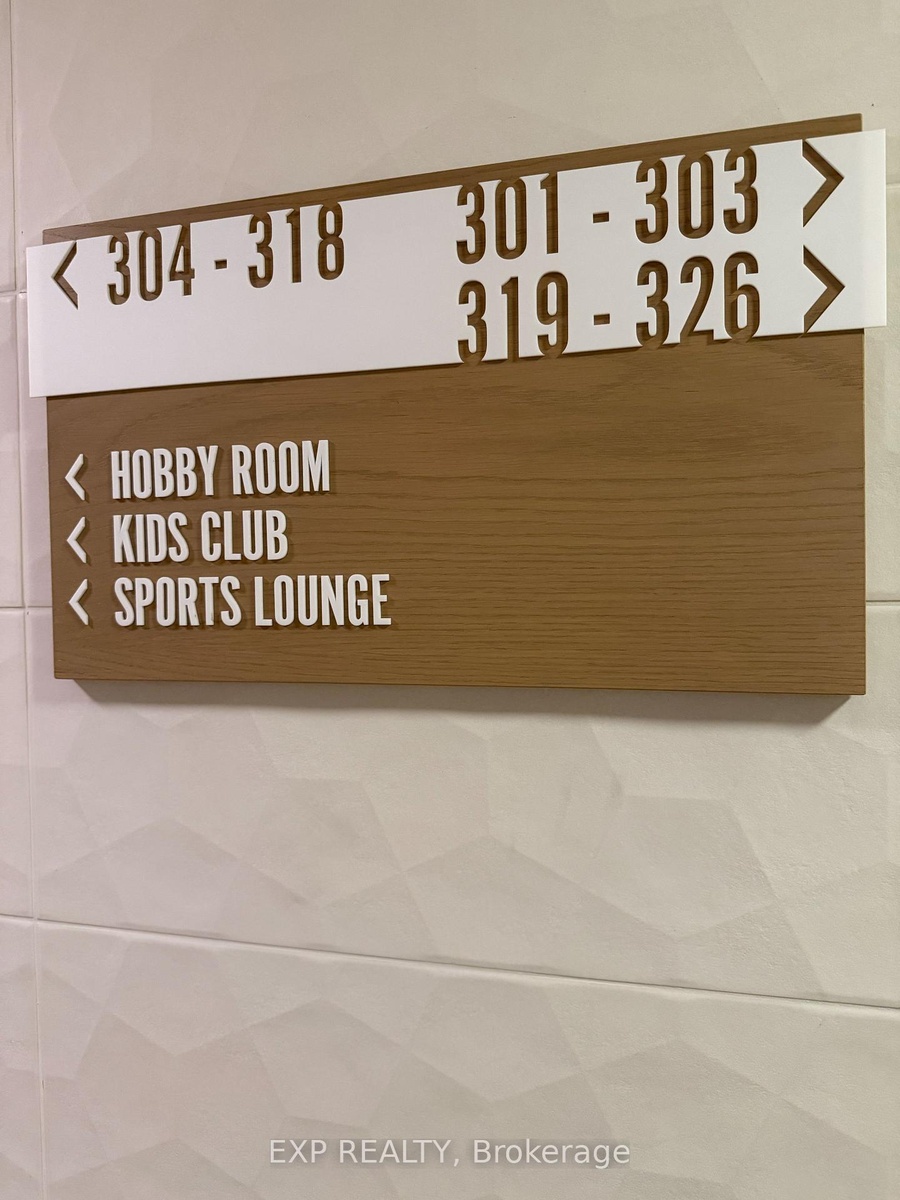 < 304 - 318
301 - 303 >
319 - 326 >
< HOBBY ROOM
< KIDS CLUB
< SPORTS LOUNGE
EXP REALTY, Brokerage